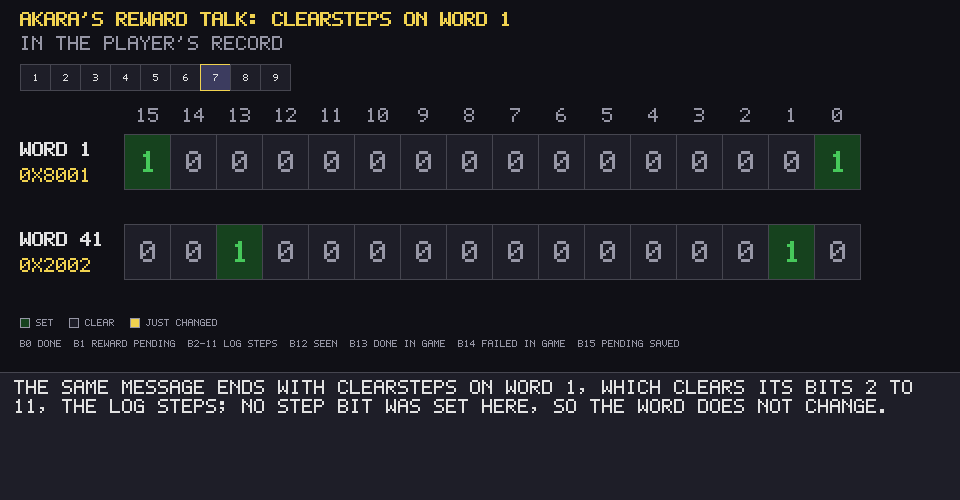 AKARA'S REWARD TALK: CLEARSTEPS ON WORD 1
IN THE PLAYER'S RECORD
1 2 3 4 5 6 7 8 9
15 14 13 12 11 10 9 8 7 6 5 4 3 2 1 0
WORD 1
0X8001
1 0 0 0 0 0 0 0 0 0 0 0 0 0 0 1
WORD 41
0X2002
0 0 1 0 0 0 0 0 0 0 0 0 0 0 1 0
SET CLEAR JUST CHANGED
B0 DONE B1 REWARD PENDING B2-11 LOG STEPS B12 SEEN B13 DONE IN GAME B14 FAILED IN GAME B15 PENDING SAVED
THE SAME MESSAGE ENDS WITH CLEARSTEPS ON WORD 1, WHICH CLEARS ITS BITS 2 TO
11, THE LOG STEPS; NO STEP BIT WAS SET HERE, SO THE WORD DOES NOT CHANGE.